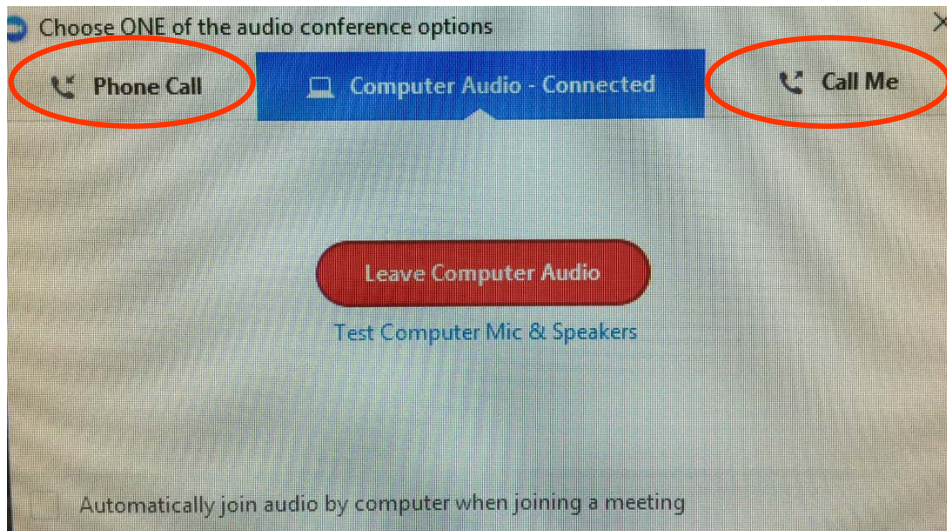 Choose ONE of the audio conference options
Phone Call
Computer Audio - Connected
Call Me
Leave Computer Audio
Test Computer Mic & Speakers
Automatically join audio by computer when joining a meeting